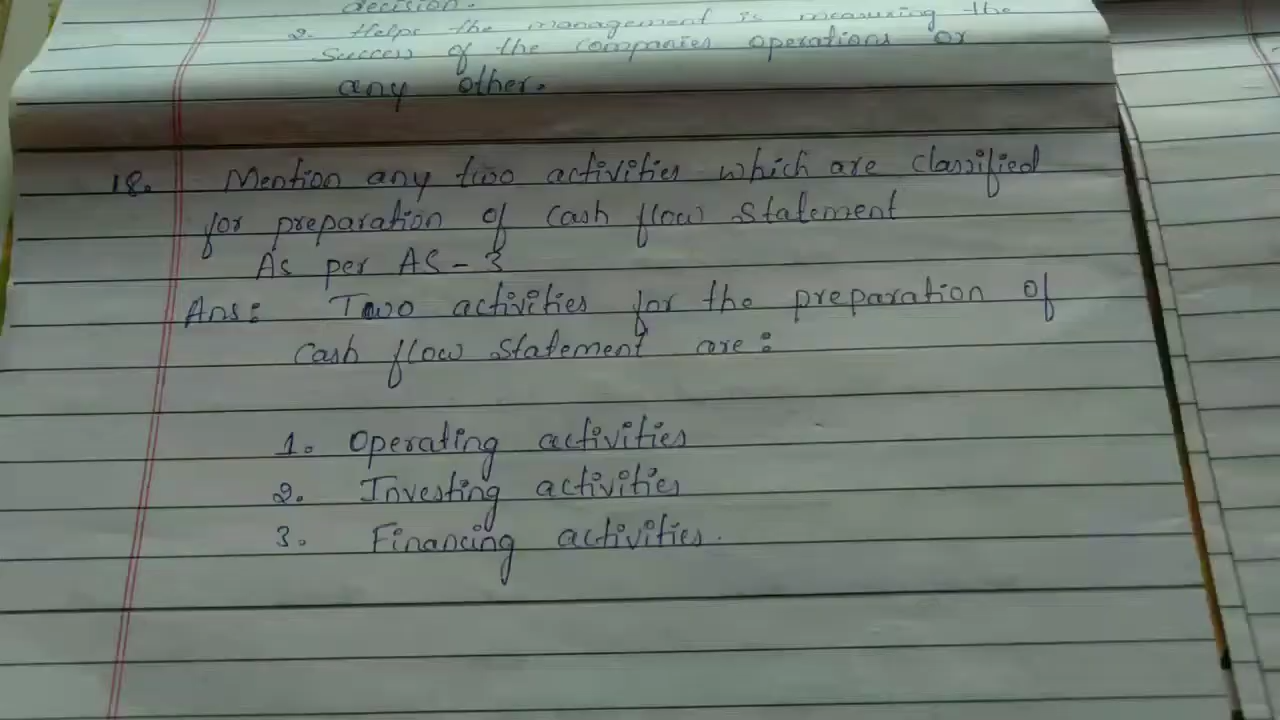 decision.
2. Helps the management is measuring the
success of the companies operations or
any other.
18. Mention any two activities which are classified
for preparation of cash flow statement
As per AS-3
Ans: Two activities for the preparation of
cash flow statement are:
1. Operating activities
2. Investing activities
3. Financing activities.